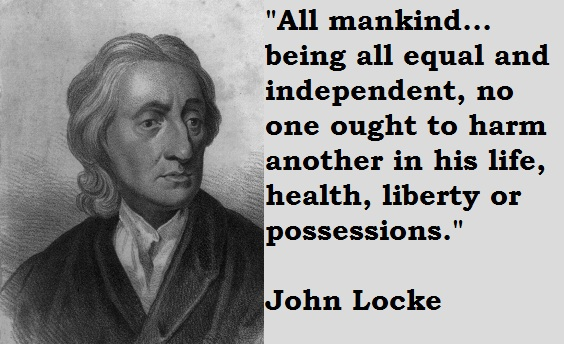 "All mankind...
being all equal and
independent, no
one ought to harm
another in his life,
health, liberty or
possessions."
John Locke